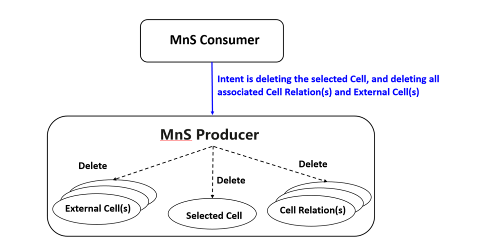 MnS Consumer
Intent is deleting the selected Cell, and deleting all
associated Cell Relation(s) and External Cell(s)
MnS Producer
Delete
Delete
Delete
External Cell(s)
Selected Cell
Cell Relation(s)